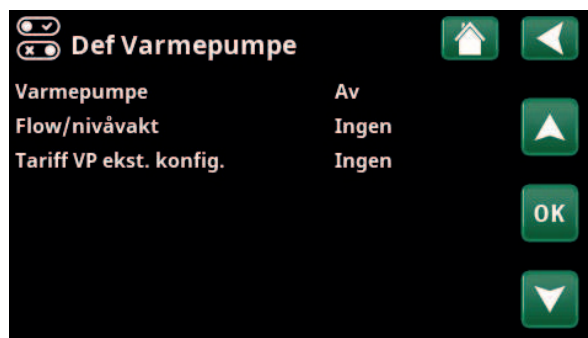 Def Varmepumpe
Varmepumpe Av
Flow/nivåvakt Ingen
Tariff VP ekst. konfig. Ingen
OK